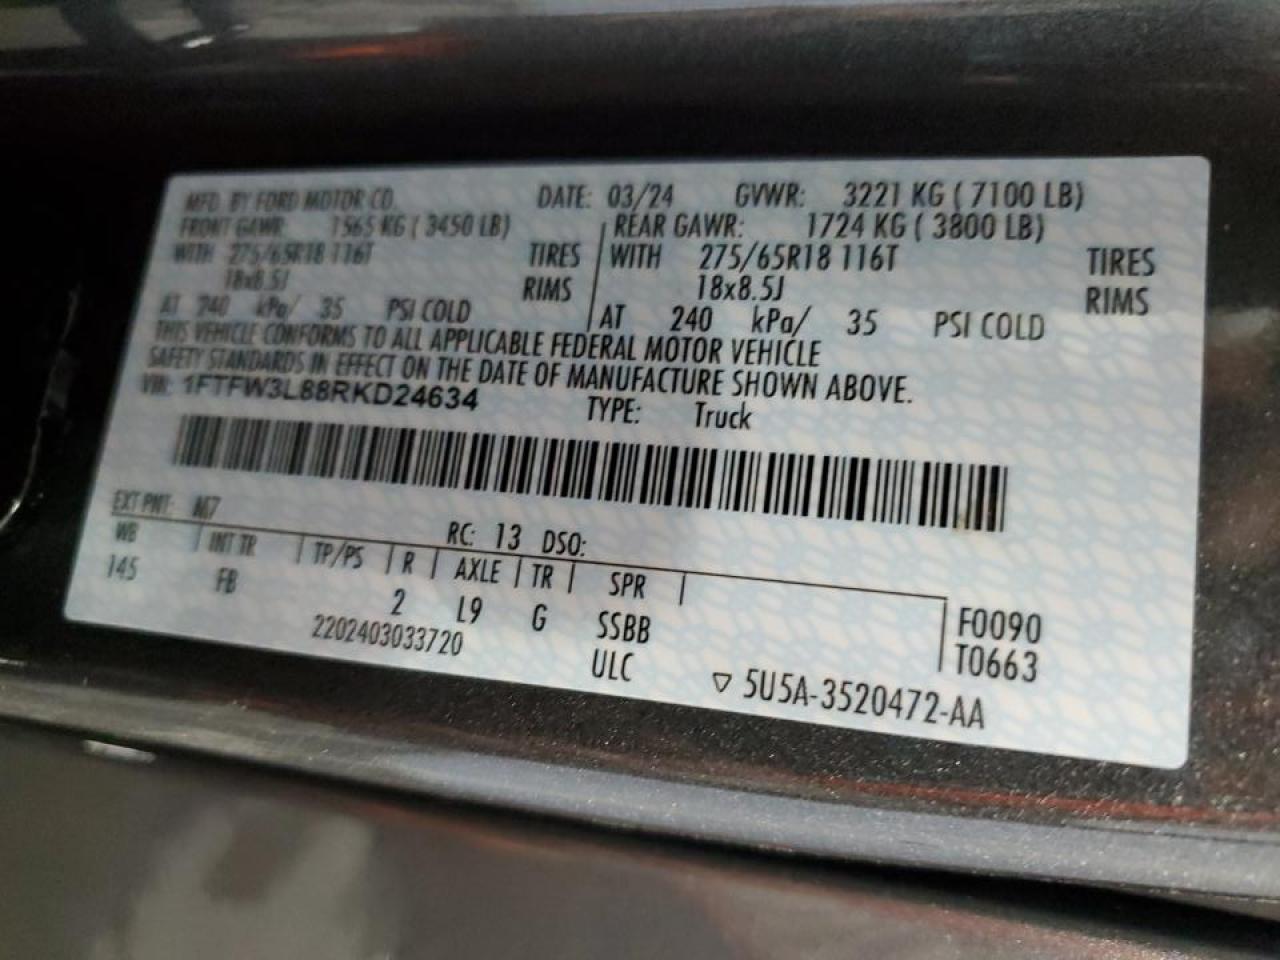 MFD. BY FORD MOTOR CO. DATE: 03/24 GVWR: 3221 KG ( 7100 LB)
FRONT GAWR: 1565 KG ( 3450 LB) REAR GAWR: 1724 KG ( 3800 LB)
WITH 275/65R18 116T TIRES WITH 275/65R18 116T TIRES
18x8.5J RIMS 18x8.5J RIMS
AT 240 kPa/ 35 PSI COLD AT 240 kPa/ 35 PSI COLD
THIS VEHICLE CONFORMS TO ALL APPLICABLE FEDERAL MOTOR VEHICLE
SAFETY STANDARDS IN EFFECT ON THE DATE OF MANUFACTURE SHOWN ABOVE.
VIN: 1FTFW3L88RKD24634 TYPE: Truck
EXT PNT: M7 RC: 13 DSO:
WB INT TR TP/PS R AXLE TR SPR
145 FB 2 L9 G SSBB F0090
2202403033720 ULC T0663
▽ 5U5A-3520472-AA